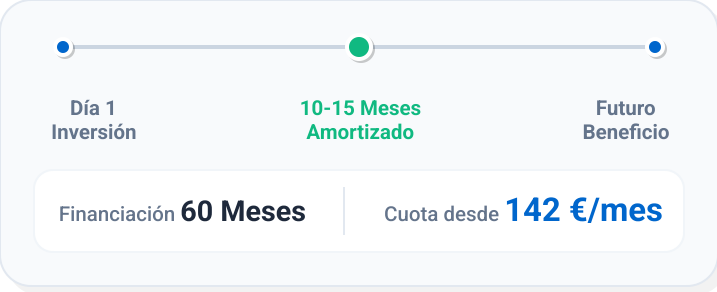 Día 1
Inversión
10-15 Meses
Amortizado
Futuro
Beneficio
Financiación 60 Meses
Cuota desde 142 €/mes